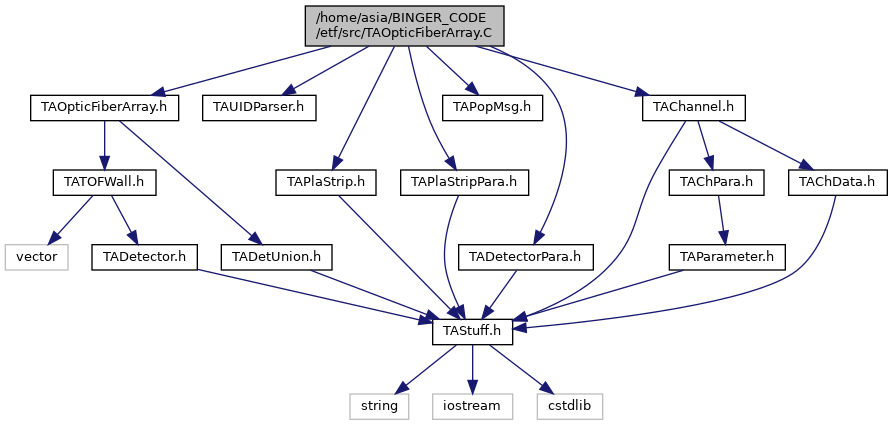 /home/asia/BINGER_CODE
/etf/src/TAOpticFiberArray.C
TAOpticFiberArray.h
TAUIDParser.h
TAPopMsg.h
TAChannel.h
TATOFWall.h
TAPlaStrip.h
TAPlaStripPara.h
TAChPara.h
TAChData.h
vector
TADetector.h
TADetUnion.h
TADetectorPara.h
TAParameter.h
TAStuff.h
string
iostream
cstdlib